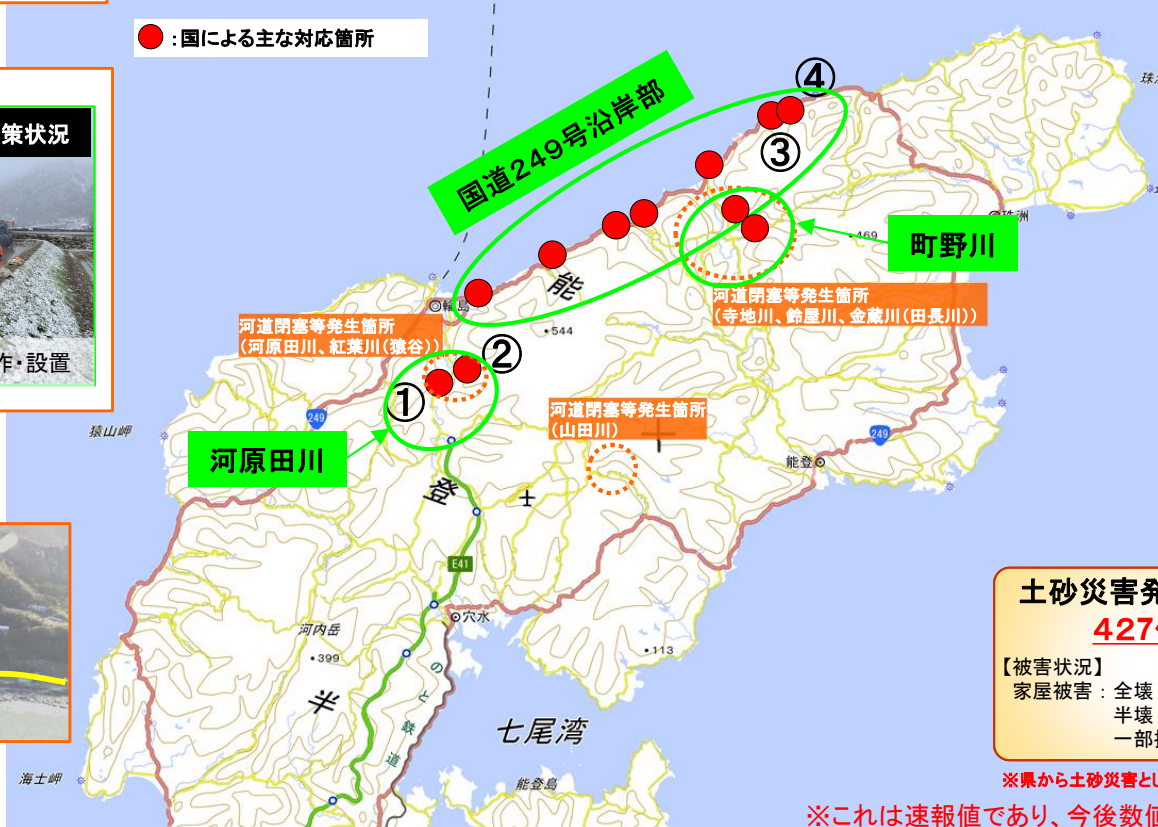 ：国による主な対応箇所
策状況
作・設置
国道249号沿岸部
④
③
珠洲
・469
町野川
能
河道閉塞等発生箇所
（寺地川、鈴屋川、金蔵川（田長川））
輪島
・544
河道閉塞等発生箇所
（河原田川、紅葉川（猿谷））
②
①
249
猿山岬
河原田川
河道閉塞等発生箇所
（山田川）
249
能登
登
E41
穴水
河内岳
・399
・113
半
のと鉄道
七尾湾
能登島
海士岬
土砂災害発
427
【被害状況】
家屋被害：全壊
半壊
一部
※県から土砂災害とし
※これは速報値であり、今後数値